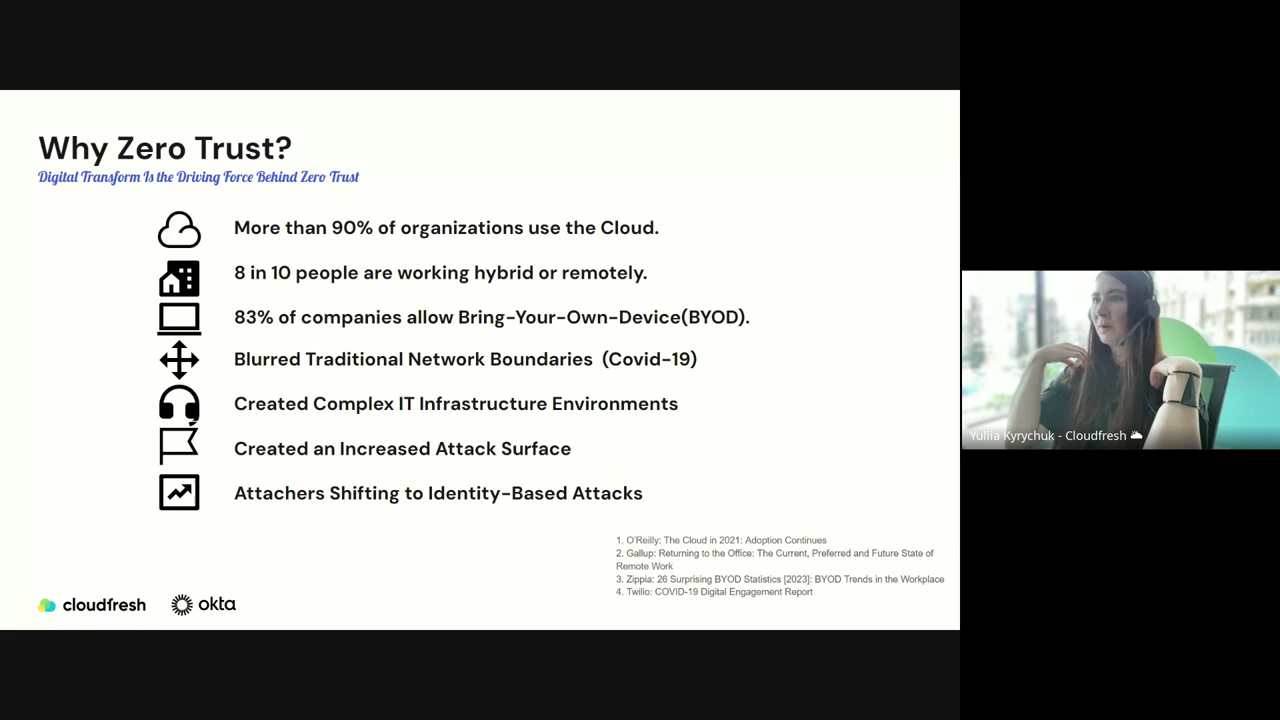 Why Zero Trust?
Digital Transform Is the Driving Force Behind Zero Trust
More than 90% of organizations use the Cloud.
8 in 10 people are working hybrid or remotely.
83% of companies allow Bring-Your-Own-Device(BYOD).
Blurred Traditional Network Boundaries (Covid-19)
Created Complex IT Infrastructure Environments
Created an Increased Attack Surface
Attachers Shifting to Identity-Based Attacks
1. O'Reilly: The Cloud in 2021: Adoption Continues
2. Gallup: Returning to the Office: The Current, Preferred and Future State of
Remote Work
3. Zippia: 26 Surprising BYOD Statistics [2023]: BYOD Trends in the Workplace
4. Twilio: COVID-19 Digital Engagement Report
cloudfresh
okta
Yuliia Kyrychuk - Cloudfresh 🌥